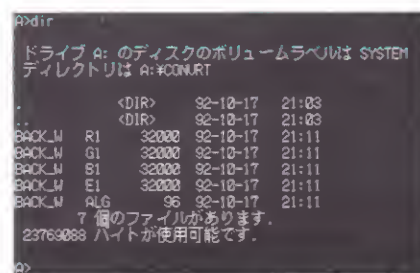 A>dir
ドライブ A: のディスクのボリュームラベルは SYSTEM
ディレクトリは A:¥CONVRT
. <DIR> 92-10-17 21:03
.. <DIR> 92-10-17 21:03
BACK_W R1 32000 92-10-17 21:11
BACK_W G1 32000 92-10-17 21:11
BACK_W B1 32000 92-10-17 21:11
BACK_W E1 32000 92-10-17 21:11
BACK_W ALG 96 92-10-17 21:11
7 個のファイルがあります.
23769088 バイトが使用可能です.
A>